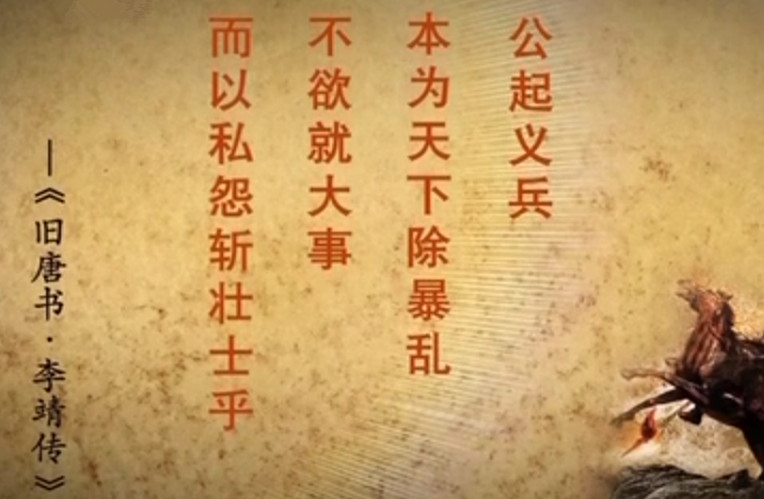 公起义兵
本为天下除暴乱
不欲就大事
而以私怨斩壮士乎
—《旧唐书·李靖传》